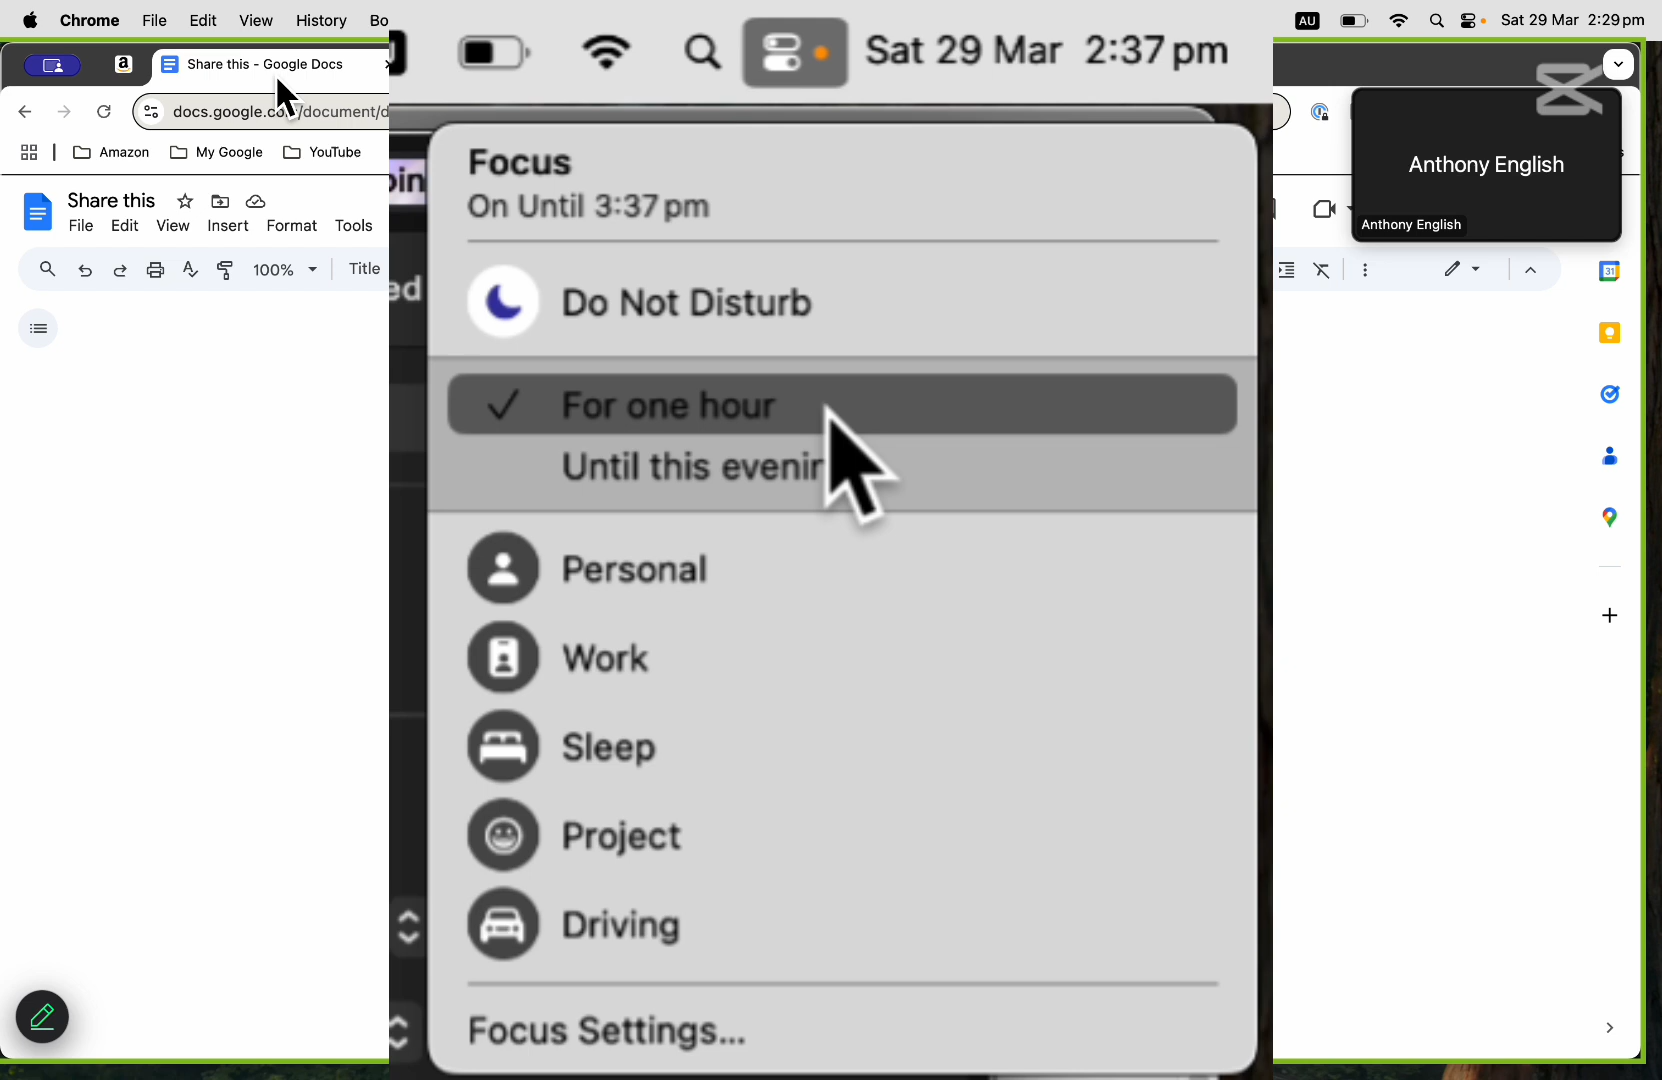 Chrome File Edit View History Bo
AU Sat 29 Mar 2:29 pm
Sat 29 Mar 2:37 pm
a Share this - Google Docs
docs.google.co /document/d
Amazon My Google YouTube
Share this
File Edit View Insert Format Tools
100% Title
Anthony English
Anthony English
31
Focus
On Until 3:37 pm
Do Not Disturb
✓ For one hour
Until this evenin
Personal
Work
Sleep
Project
Driving
Focus Settings...